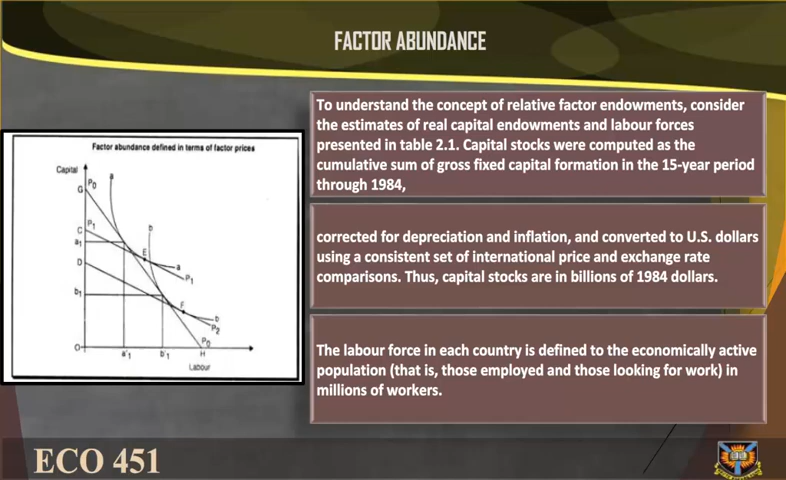 FACTOR ABUNDANCE
Factor abundance defined in terms of factor prices
Capital
G
P0
a
C
P1
b
a1
E
a
D
P1
b1
F
b
P2
P0
O
a'1
b'1
H
Labour
To understand the concept of relative factor endowments, consider
the estimates of real capital endowments and labour forces
presented in table 2.1. Capital stocks were computed as the
cumulative sum of gross fixed capital formation in the 15-year period
through 1984,
corrected for depreciation and inflation, and converted to U.S. dollars
using a consistent set of international price and exchange rate
comparisons. Thus, capital stocks are in billions of 1984 dollars.
The labour force in each country is defined to the economically active
population (that is, those employed and those looking for work) in
millions of workers.
ECO 451